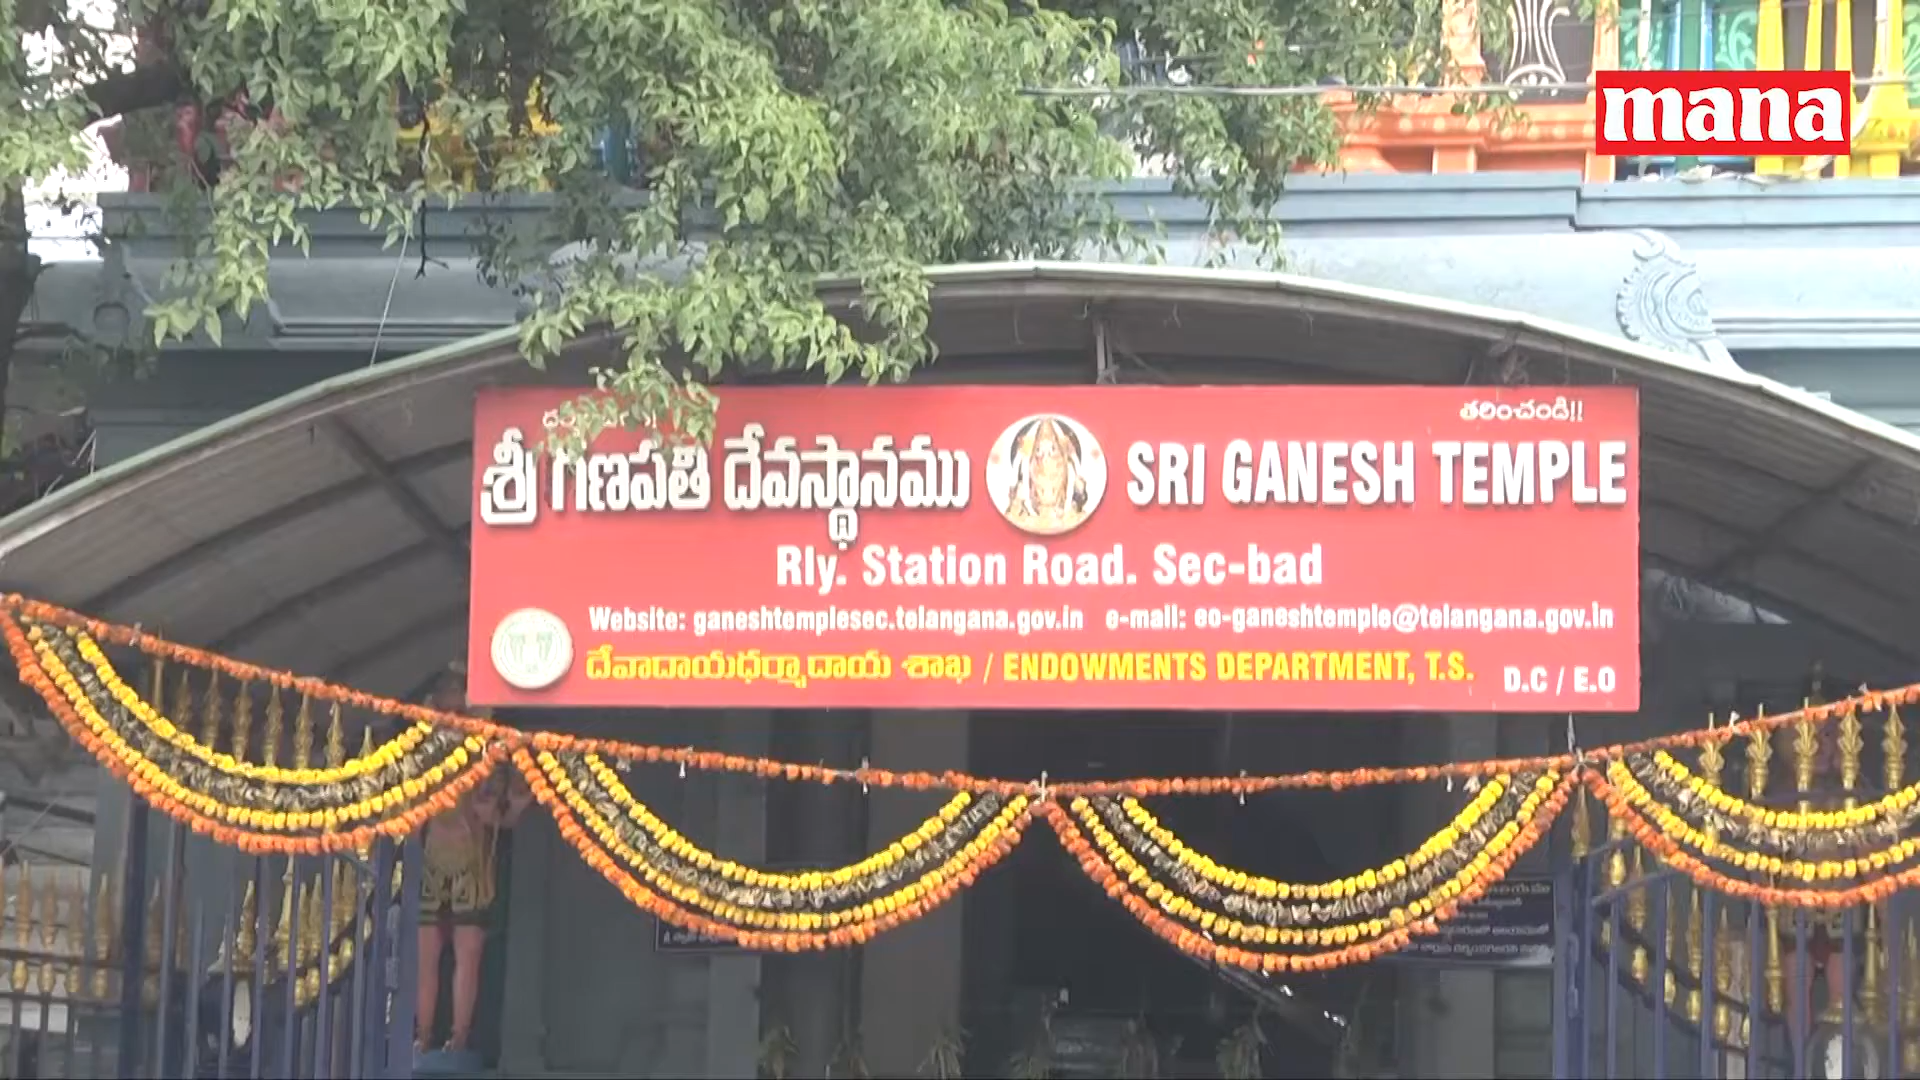 mana
తరించండి!!
శ్రీ గణపతి దేవస్థానము SRI GANESH TEMPLE
Rly. Station Road. Sec-bad
Website: ganeshtemplesec.telangana.gov.in e-mail: eo-ganeshtemple@telangana.gov.in
దేవాదాయధర్మాదాయ శాఖ / ENDOWMENTS DEPARTMENT, T.S. D.C / E.O